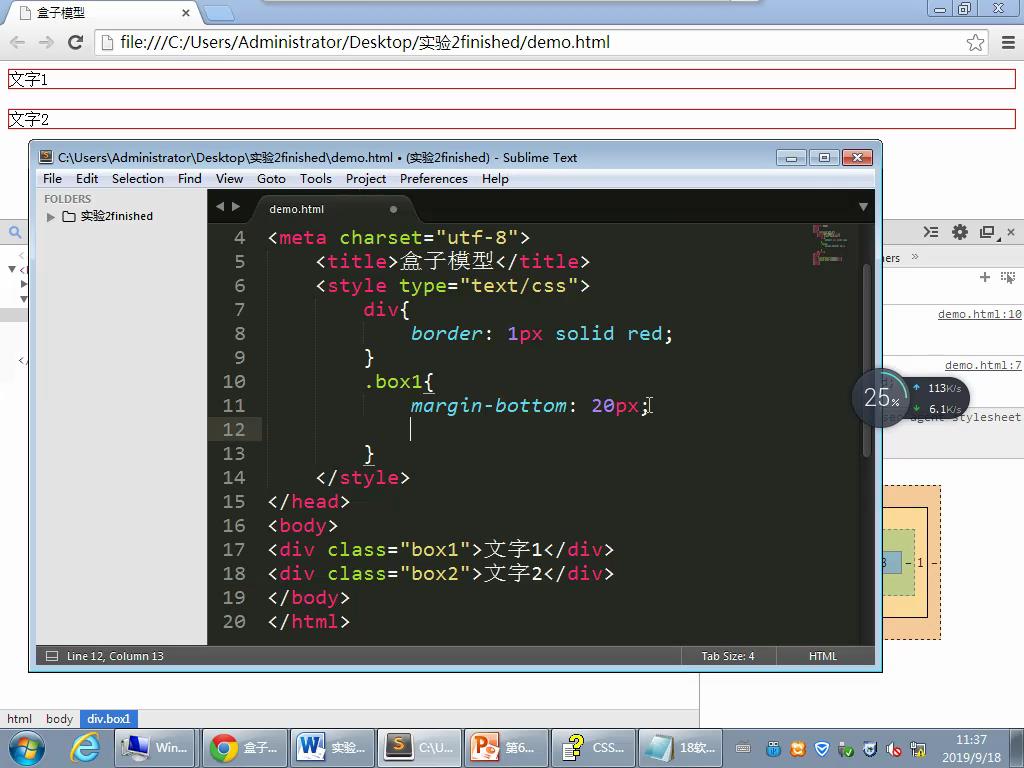 盒子模型
file:///C:/Users/Administrator/Desktop/实验2finished/demo.html
文字1
文字2
C:\Users\Administrator\Desktop\实验2finished\demo.html • (实验2finished) - Sublime Text
File Edit Selection Find View Goto Tools Project Preferences Help
FOLDERS
实验2finished
demo.html
4 <meta charset="utf-8">
5 <title>盒子模型</title>
6 <style type="text/css">
7 div{
8 border: 1px solid red;
9 }
10 .box1{
11 margin-bottom: 20px;
12
13 }
14 </style>
15 </head>
16 <body>
17 <div class="box1">文字1</div>
18 <div class="box2">文字2</div>
19 </body>
20 </html>
Line 12, Column 13 Tab Size: 4 HTML
demo.html:10
demo.html:7
25% 113K/s
6.1K/s
stylesheet
1
html body div.box1
Win... 盒子... 实验... C:\U... 第6... CSS... 18软...
11:37
2019/9/18